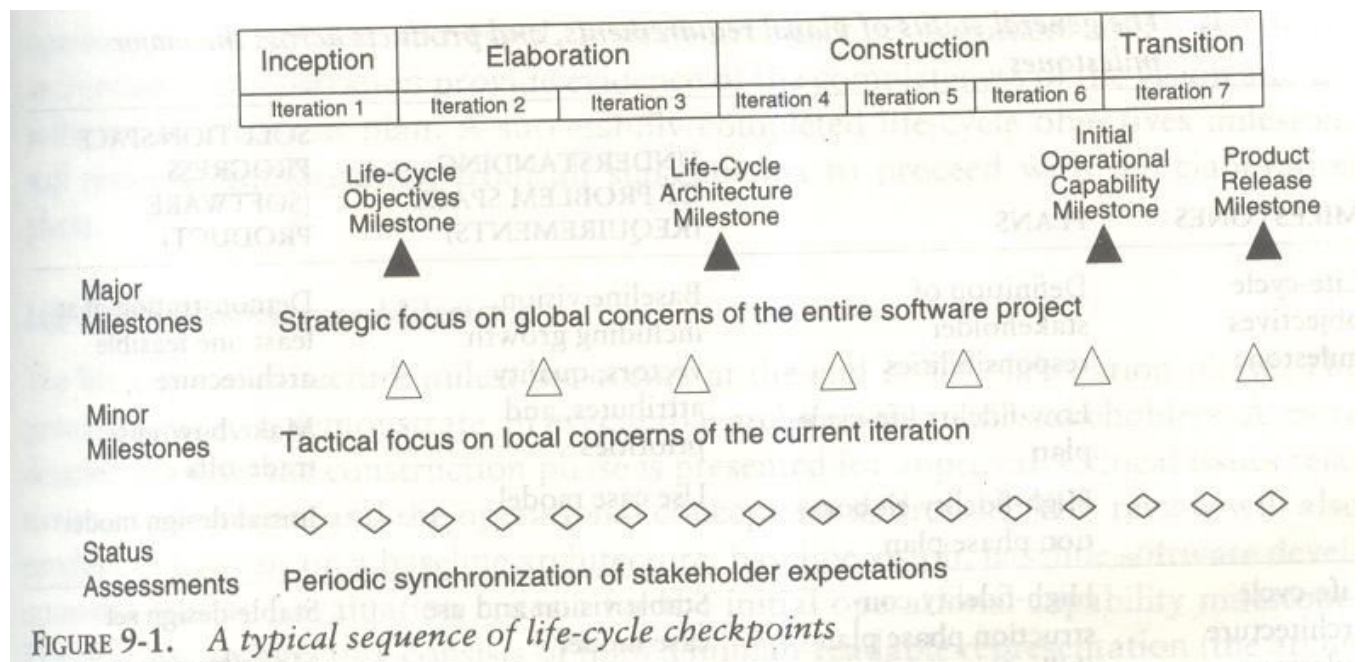 Inception Elaboration Construction Transition
Iteration 1 Iteration 2 Iteration 3 Iteration 4 Iteration 5 Iteration 6 Iteration 7
Life-Cycle
Objectives
Milestone
Life-Cycle
Architecture
Milestone
Initial
Operational
Capability
Milestone
Product
Release
Milestone
Major
Milestones
Strategic focus on global concerns of the entire software project
Minor
Milestones
Tactical focus on local concerns of the current iteration
Status
Assessments
Periodic synchronization of stakeholder expectations
FIGURE 9-1. A typical sequence of life-cycle checkpoints